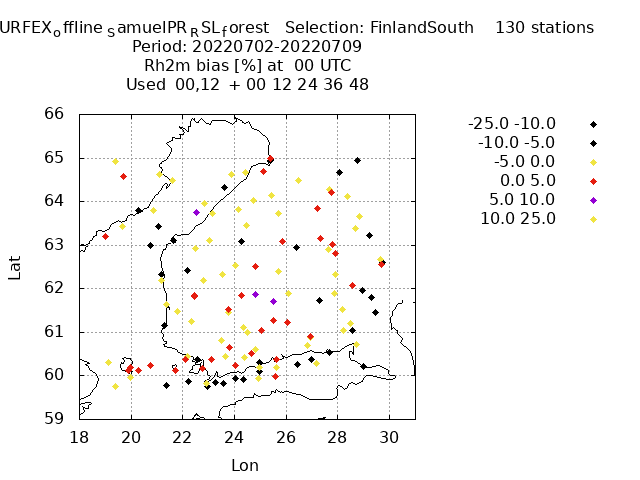 URFEXoffline SamuelPRRSLforest   Selection: FinlandSouth    130 stations
Period: 20220702-20220709
Rh2m bias [%] at  00 UTC
Used  00,12  + 00 12 24 36 48
-25.0 -10.0
-10.0 -5.0
-5.0 0.0
0.0 5.0
5.0 10.0
10.0 25.0
66
65
64
63
62
61
60
59
Lat
18 20 22 24 26 28 30
Lon